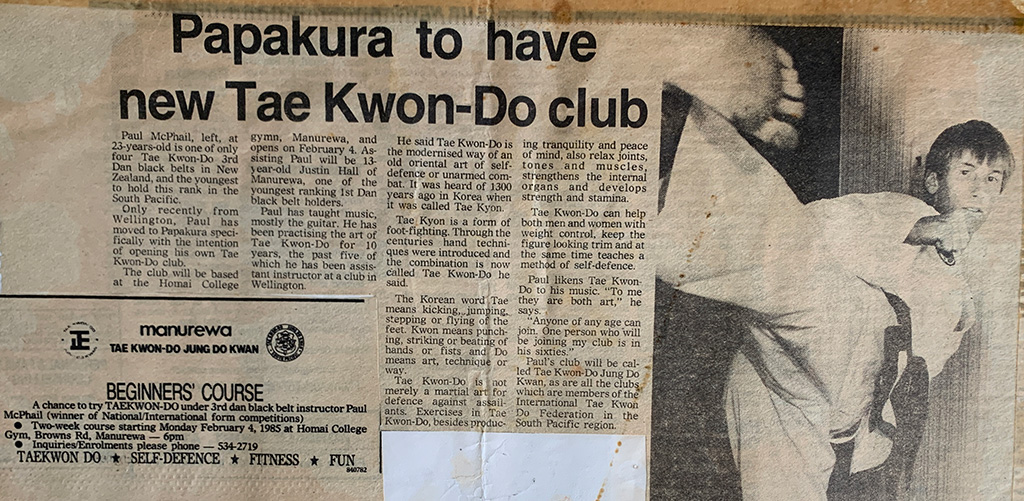 Papakura to have
new Tae Kwon-Do club
Paul McPhail, left, at
23-years-old is one of only
four Tae Kwon-Do 3rd
Dan black belts in New
Zealand, and the youngest
to hold this rank in the
South Pacific.
Only recently from
Wellington, Paul has
moved to Papakura speci-
fically with the intention
of opening his own Tae
Kwon-Do club.
The club will be based
at the Homai College
gymn, Manurewa, and
opens on February 4. As-
sisting Paul will be 13-
year-old Justin Hall of
Manurewa, one of the
youngest ranking 1st Dan
black belt holders.
Paul has taught music,
mostly the guitar. He has
been practising the art of
Tae Kwon-Do for 10
years, the past five of
which he has been assis-
tant instructor at a club in
Wellington.
He said Tae Kwon-Do is
the modernised way of an
old oriental art of self-
defence or unarmed com-
bat. It was heard of 1300
years ago in Korea when
it was called Tae Kyon.
Tae Kyon is a form of
foot-fighting. Through the
centuries hand techni-
ques were introduced and
the combination is now
called Tae Kwon-Do he
said.
The Korean word Tae
means kicking, jumping,
stepping or flying of the
feet. Kwon means punch-
ing, striking or beating of
hands or fists and Do
means art, technique or
way.
Tae Kwon-Do is not
merely a martial art for
defence against assail-
ants. Exercises in Tae
Kwon-Do, besides produc-
ing tranquility and peace
of mind, also relax joints,
tones and muscles,
strengthens the internal
organs and develops
strength and stamina.
Tae Kwon-Do can help
both men and women with
weight control, keep the
figure looking trim and at
the same time teaches a
method of self-defence.
Paul likens Tae Kwon-
Do to his music. "To me
they are both art," he
says.
"Anyone of any age can
join. One person who will
be joining my club is in
his sixties."
Paul's club will be cal-
led Tae Kwon-Do Jung Do
Kwan, as are all the clubs
which are members of the
International Tae Kwon
Do Federation in the
South Pacific region.
manurewa
TAE KWON-DO JUNG DO KWAN
BEGINNERS' COURSE
A chance to try TAEKWON-DO under 3rd dan black belt instructor Paul
McPhail (winner of National/International form competitions)
● Two-week course starting Monday February 4, 1985 at Homai College
Gym, Browns Rd, Manurewa — 6pm
● Inquiries/Enrolments please phone — 534-2719
TAEKWON DO ★ SELF-DEFENCE ★ FITNESS ★ FUN
840782